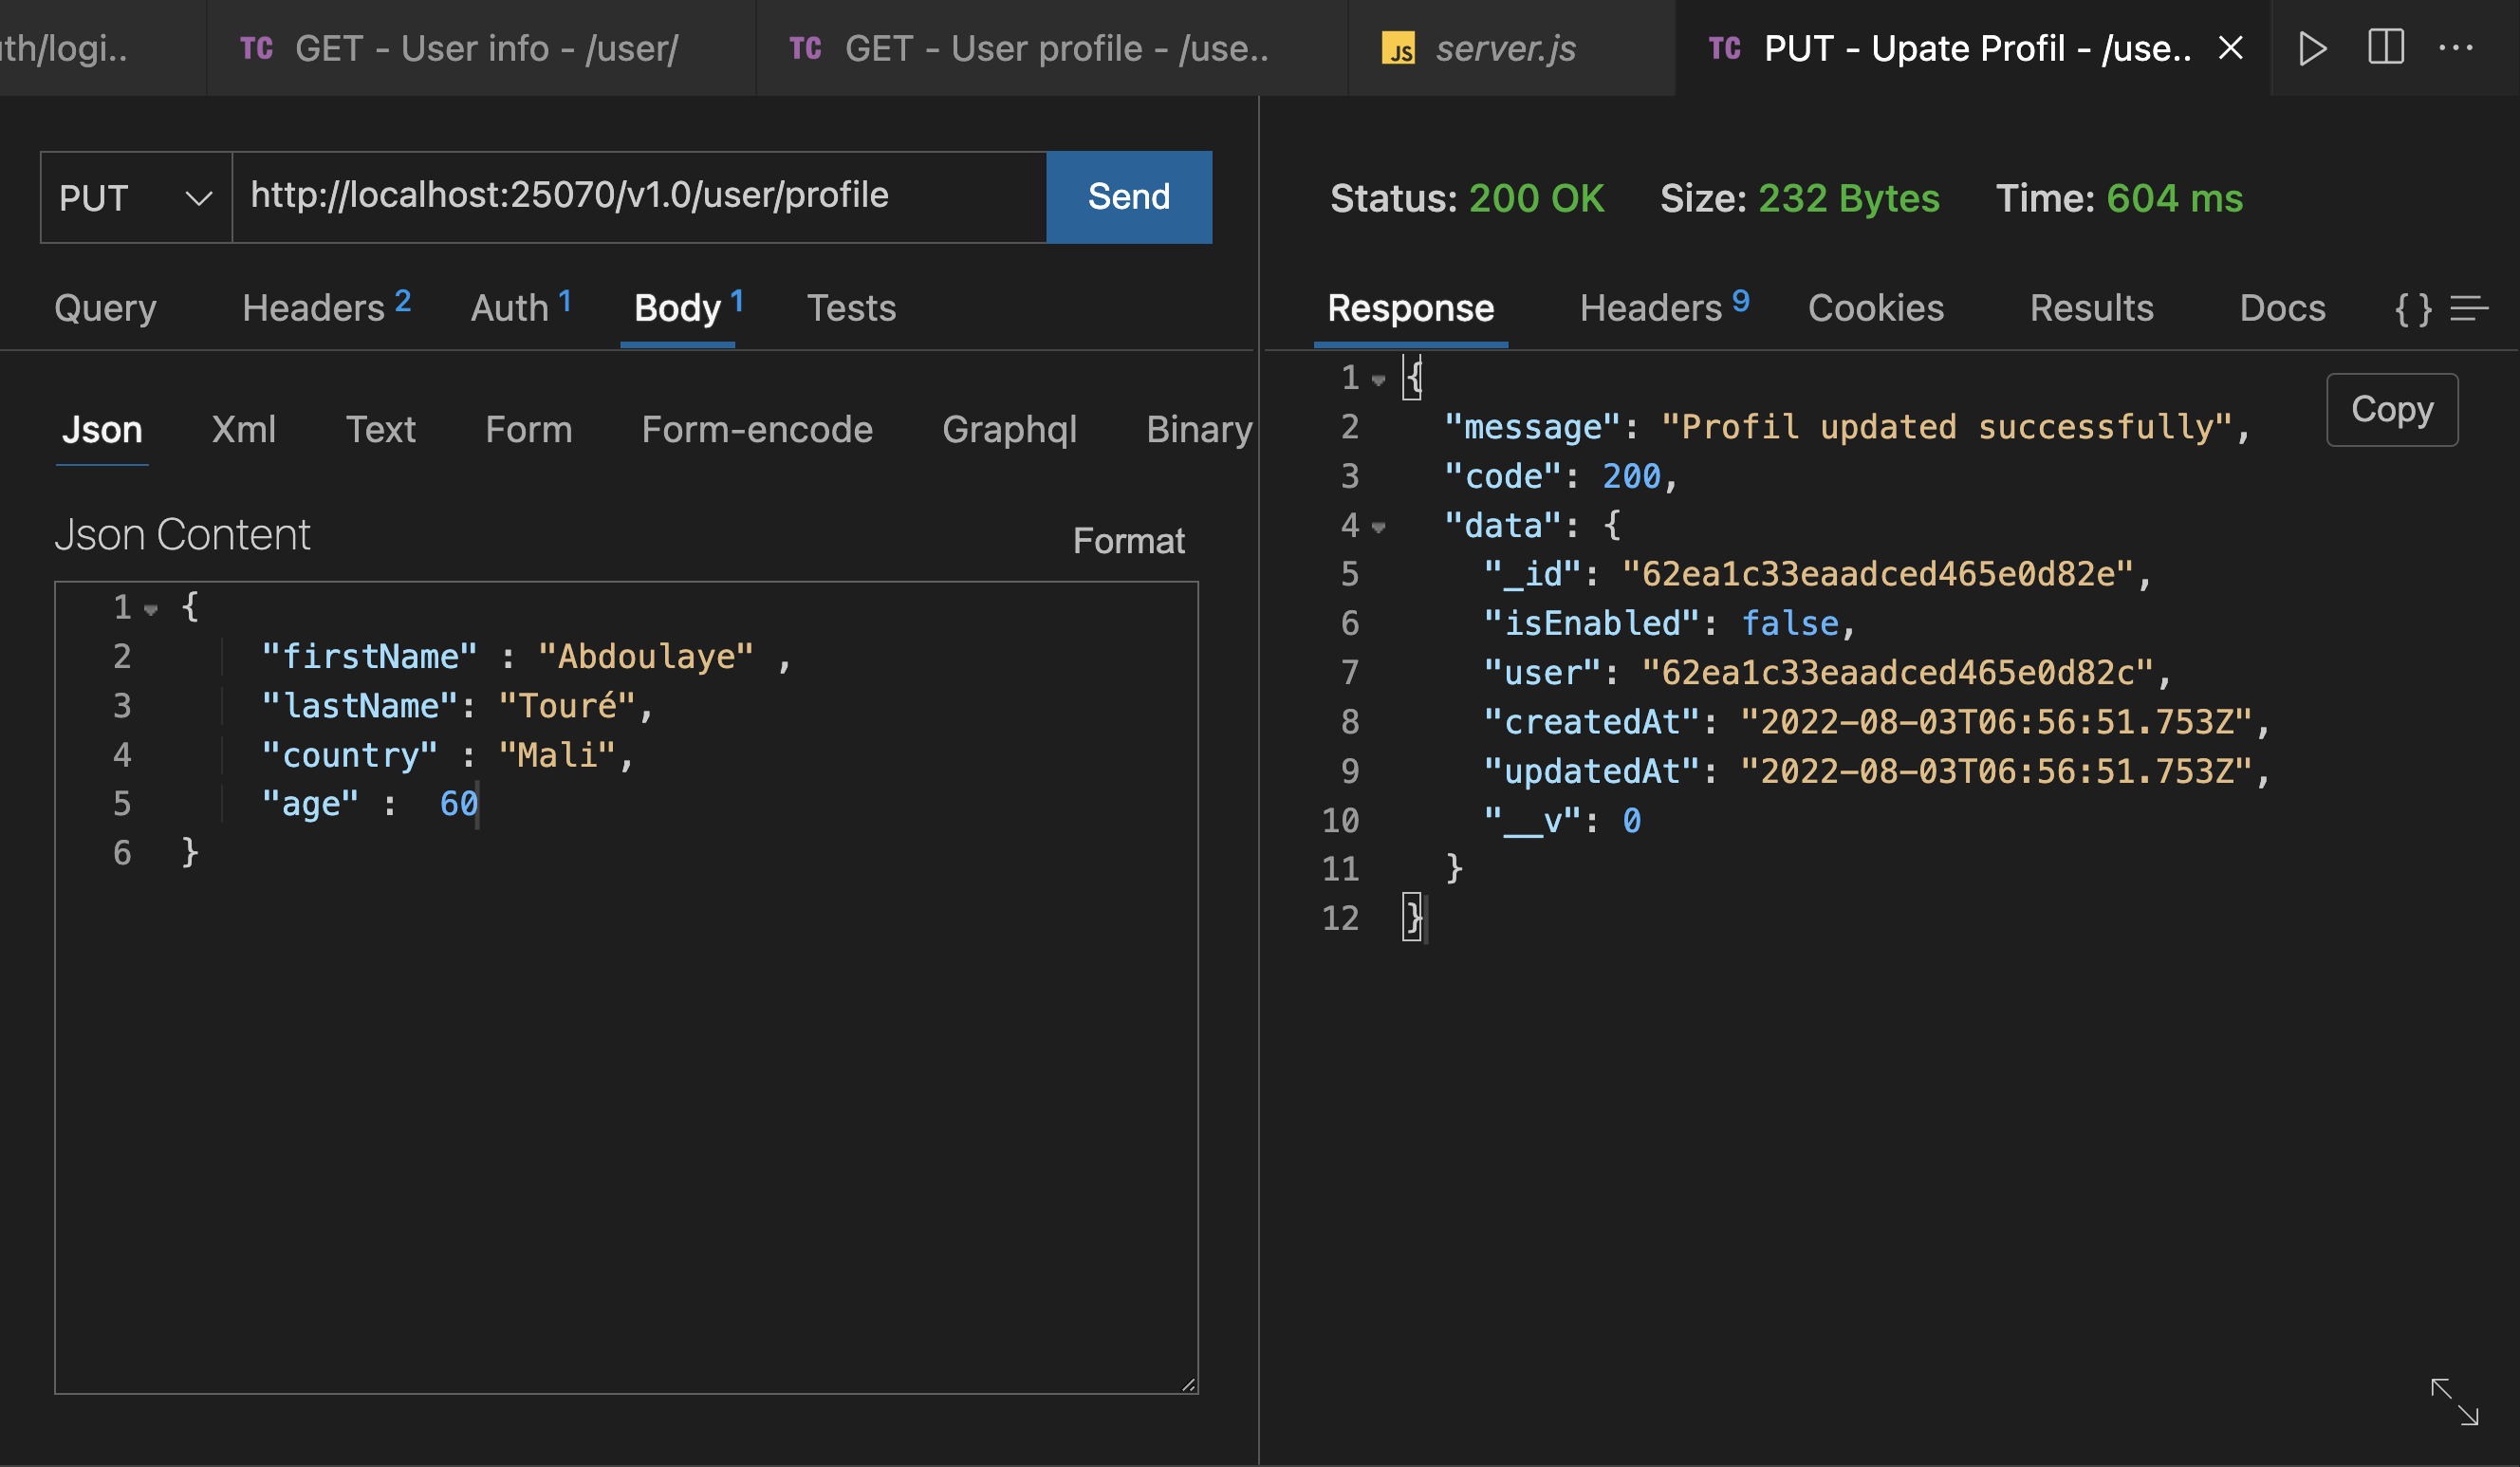 th/logi..
TC GET - User info - /user/
TC GET - User profile - /use..
JS server.js
TC PUT - Upate Profil - /use..
PUT http://localhost:25070/v1.0/user/profile Send
Status: 200 OK Size: 232 Bytes Time: 604 ms
Query Headers 2 Auth 1 Body 1 Tests
Response Headers 9 Cookies Results Docs { }
Json Xml Text Form Form-encode Graphql Binary
Json Content Format
1 {
2 "firstName" : "Abdoulaye" ,
3 "lastName": "Touré",
4 "country" : "Mali",
5 "age" : 60
6 }
Copy
1 {
2 "message": "Profil updated successfully",
3 "code": 200,
4 "data": {
5 "_id": "62ea1c33eaadced465e0d82e",
6 "isEnabled": false,
7 "user": "62ea1c33eaadced465e0d82c",
8 "createdAt": "2022-08-03T06:56:51.753Z",
9 "updatedAt": "2022-08-03T06:56:51.753Z",
10 "__v": 0
11 }
12 }